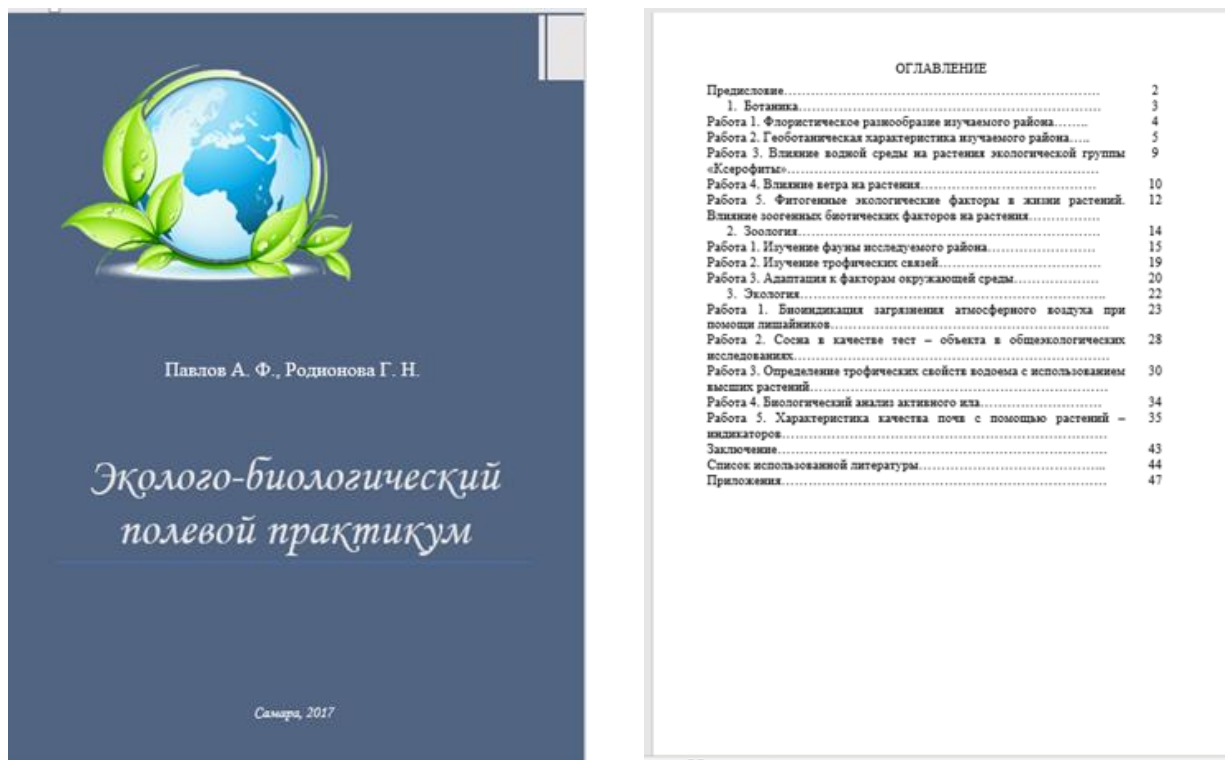 Павлов А. Ф., Родионова Г. Н.
Эколого-биологический
полевой практикум
Самара, 2017
ОГЛАВЛЕНИЕ
Предисловие……………………………………………………………… 2
1. Ботаника…………………………………………………………… 3
Работа 1. Флористическое разнообразие изучаемого района…….. 4
Работа 2. Геоботаническая характеристика изучаемого района….. 5
Работа 3. Влияние водной среды на растения экологической группы 9
«Ксерофиты»………………………………………………………………
Работа 4. Влияние ветра на растения………………………………… 10
Работа 5. Фитогенные экологические факторы в жизни растений. 12
Влияние зоогенных биотических факторов на растения……………
2. Зоология…………………………………………………………… 14
Работа 1. Изучение фауны исследуемого района…………………… 15
Работа 2. Изучение трофических связей……………………………… 19
Работа 3. Адаптация к факторам окружающей среды……………… 20
3. Экология…………………………………………………………… 22
Работа 1. Биоиндикация загрязнения атмосферного воздуха при 23
помощи лишайников………………………………………………………
Работа 2. Сосна в качестве тест – объекта в общеэкологических 28
исследованиях………………………………………………………………
Работа 3. Определение трофических свойств водоема с использованием 30
высших растений……………………………………………………………
Работа 4. Биологический анализ активного ила……………………… 34
Работа 5. Характеристика качества почв с помощью растений – 35
индикаторов…………………………………………………………………
Заключение………………………………………………………………… 43
Список использованной литературы…………………………………... 44
Приложения………………………………………………………………… 47